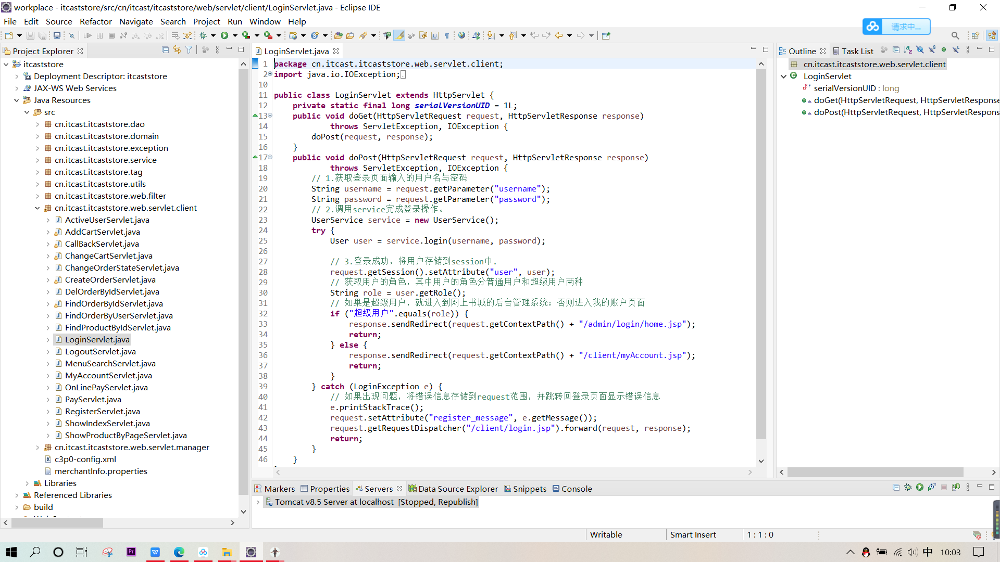 workplace - itcaststore/src/cn/itcast/itcaststore/web/servlet/client/LoginServlet.java - Eclipse IDE
File Edit Source Refactor Navigate Search Project Run Window Help
请求中...
Project Explorer
itcaststore
Deployment Descriptor: itcaststore
JAX-WS Web Services
Java Resources
src
cn.itcast.itcaststore.dao
cn.itcast.itcaststore.domain
cn.itcast.itcaststore.exception
cn.itcast.itcaststore.service
cn.itcast.itcaststore.tag
cn.itcast.itcaststore.utils
cn.itcast.itcaststore.web.filter
cn.itcast.itcaststore.web.servlet.client
ActiveUserServlet.java
AddCartServlet.java
CallBackServlet.java
ChangeCartServlet.java
ChangeOrderStateServlet.java
CreateOrderServlet.java
DelOrderByIdServlet.java
FindOrderByIdServlet.java
FindOrderByUserServlet.java
FindProductByIdServlet.java
LoginServlet.java
LogoutServlet.java
MenuSearchServlet.java
MyAccountServlet.java
OnLinePayServlet.java
PayServlet.java
RegisterServlet.java
ShowIndexServlet.java
ShowProductByPageServlet.java
cn.itcast.itcaststore.web.servlet.manager
c3p0-config.xml
merchantInfo.properties
Libraries
Referenced Libraries
build
LoginServlet.java
1 package cn.itcast.itcaststore.web.servlet.client;
2 import java.io.IOException;
10
11 public class LoginServlet extends HttpServlet {
12 private static final long serialVersionUID = 1L;
13 public void doGet(HttpServletRequest request, HttpServletResponse response)
14 throws ServletException, IOException {
15 doPost(request, response);
16 }
17 public void doPost(HttpServletRequest request, HttpServletResponse response)
18 throws ServletException, IOException {
19 // 1.获取登录页面输入的用户名与密码
20 String username = request.getParameter("username");
21 String password = request.getParameter("password");
22 // 2.调用service完成登录操作。
23 UserService service = new UserService();
24 try {
25 User user = service.login(username, password);
26
27 // 3.登录成功，将用户存储到session中.
28 request.getSession().setAttribute("user", user);
29 // 获取用户的角色，其中用户的角色分普通用户和超级用户两种
30 String role = user.getRole();
31 // 如果是超级用户，就进入到网上书城的后台管理系统；否则进入我的账户页面
32 if ("超级用户".equals(role)) {
33 response.sendRedirect(request.getContextPath() + "/admin/login/home.jsp");
34 return;
35 } else {
36 response.sendRedirect(request.getContextPath() + "/client/myAccount.jsp");
37 return;
38 }
39 } catch (LoginException e) {
40 // 如果出现问题，将错误信息存储到request范围，并跳转回登录页面显示错误信息
41 e.printStackTrace();
42 request.setAttribute("register_message", e.getMessage());
43 request.getRequestDispatcher("/client/login.jsp").forward(request, response);
44 return;
45 }
46 }
Outline Task List
cn.itcast.itcaststore.web.servlet.client
LoginServlet
serialVersionUID : long
doGet(HttpServletRequest, HttpServletResponse
doPost(HttpServletRequest, HttpServletRespons
Markers Properties Servers Data Source Explorer Snippets Console
Tomcat v8.5 Server at localhost [Stopped, Republish]
Writable Smart Insert 1 : 1 : 0
中 10:03